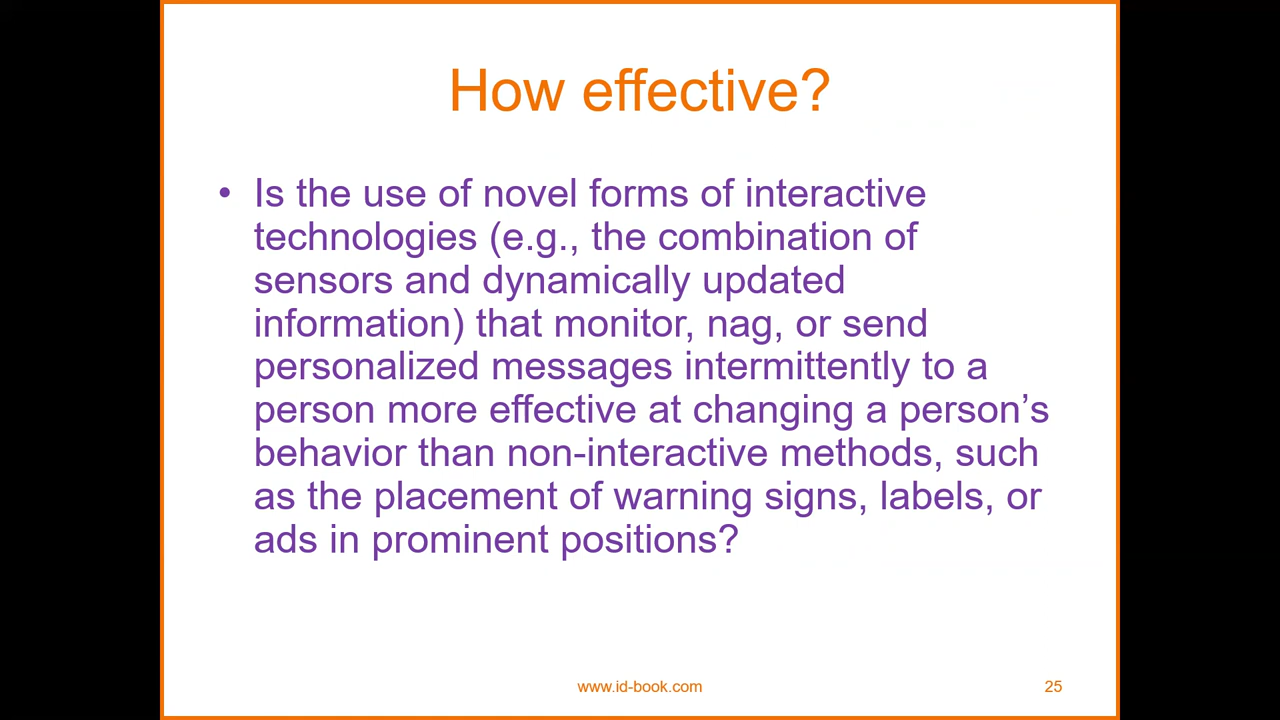 How effective?
• Is the use of novel forms of interactive
technologies (e.g., the combination of
sensors and dynamically updated
information) that monitor, nag, or send
personalized messages intermittently to a
person more effective at changing a person’s
behavior than non-interactive methods, such
as the placement of warning signs, labels, or
ads in prominent positions?
www.id-book.com
25